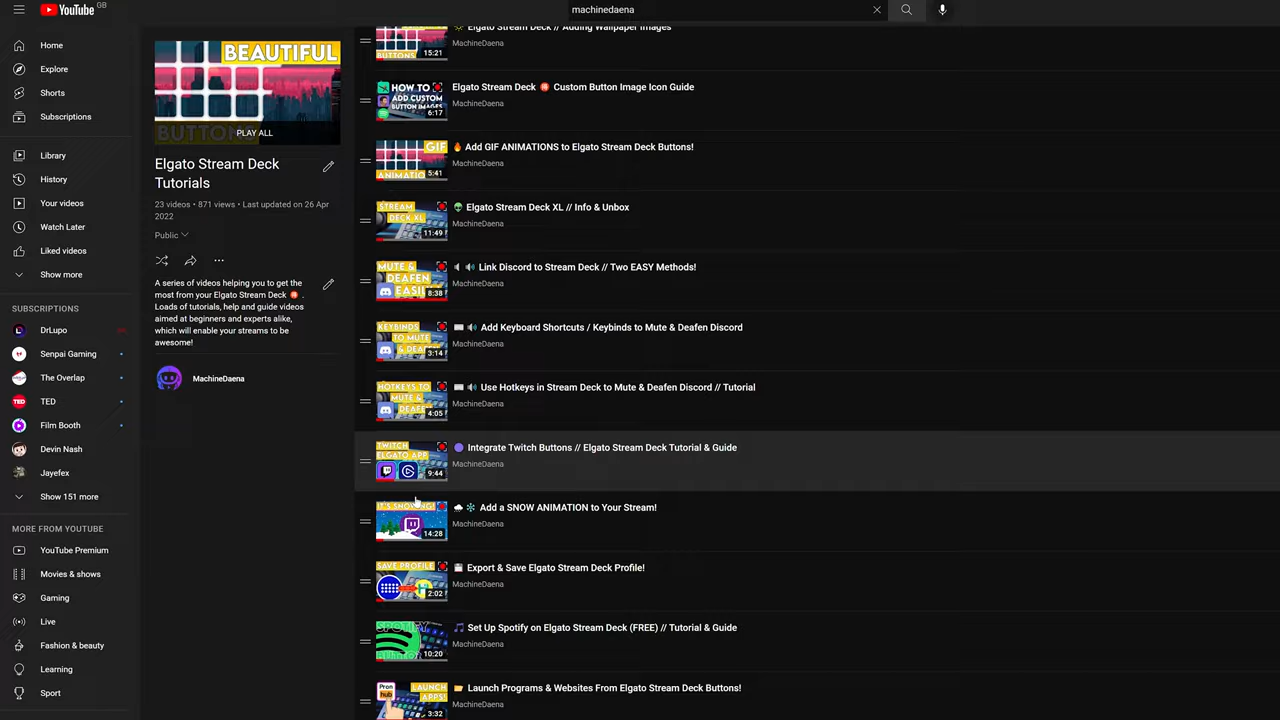 YouTube GB
machinedaena
Home
Explore
Shorts
Subscriptions
Library
History
Your videos
Watch Later
Liked videos
Show more
SUBSCRIPTIONS
DrLupo
Senpai Gaming
The Overlap
TED
Film Booth
Devin Nash
Jayefex
Show 151 more
MORE FROM YOUTUBE
YouTube Premium
Movies & shows
Gaming
Live
Fashion & beauty
Learning
Sport
BEAUTIFUL
BUTTONS
PLAY ALL
Elgato Stream Deck
Tutorials
23 videos • 871 views • Last updated on 26 Apr
2022
Public
A series of videos helping you to get the
most from your Elgato Stream Deck
Loads of tutorials, help and guide videos
aimed at beginners and experts alike,
which will enable your streams to be
awesome!
MachineDaena
BUTTONS
15:21
Elgato Stream Deck // Adding Wallpaper Images
MachineDaena
HOW TO
ADD CUSTOM
BUTTON IMAGES
6:17
Elgato Stream Deck Custom Button Image Icon Guide
MachineDaena
GIF
ANIMATIO
5:41
Add GIF ANIMATIONS to Elgato Stream Deck Buttons!
MachineDaena
STREAM
DECK XL
11:49
Elgato Stream Deck XL // Info & Unbox
MachineDaena
MUTE &
DEAFEN
EASIL
8:38
Link Discord to Stream Deck // Two EASY Methods!
MachineDaena
KEYBINDS
TO MUTE
& DEA
3:14
Add Keyboard Shortcuts / Keybinds to Mute & Deafen Discord
MachineDaena
HOTKEYS TO
MUTE &
DEAFE
4:05
Use Hotkeys in Stream Deck to Mute & Deafen Discord // Tutorial
MachineDaena
TWITCH
ELGATO APP
9:44
Integrate Twitch Buttons // Elgato Stream Deck Tutorial & Guide
MachineDaena
IT'S SNOWING!
14:28
Add a SNOW ANIMATION to Your Stream!
MachineDaena
SAVE PROFILE
2:02
Export & Save Elgato Stream Deck Profile!
MachineDaena
SPOTIFY
BUTTON
10:20
Set Up Spotify on Elgato Stream Deck (FREE) // Tutorial & Guide
MachineDaena
Pron
hub
LAUNCH
APPS!
3:32
Launch Programs & Websites From Elgato Stream Deck Buttons!
MachineDaena